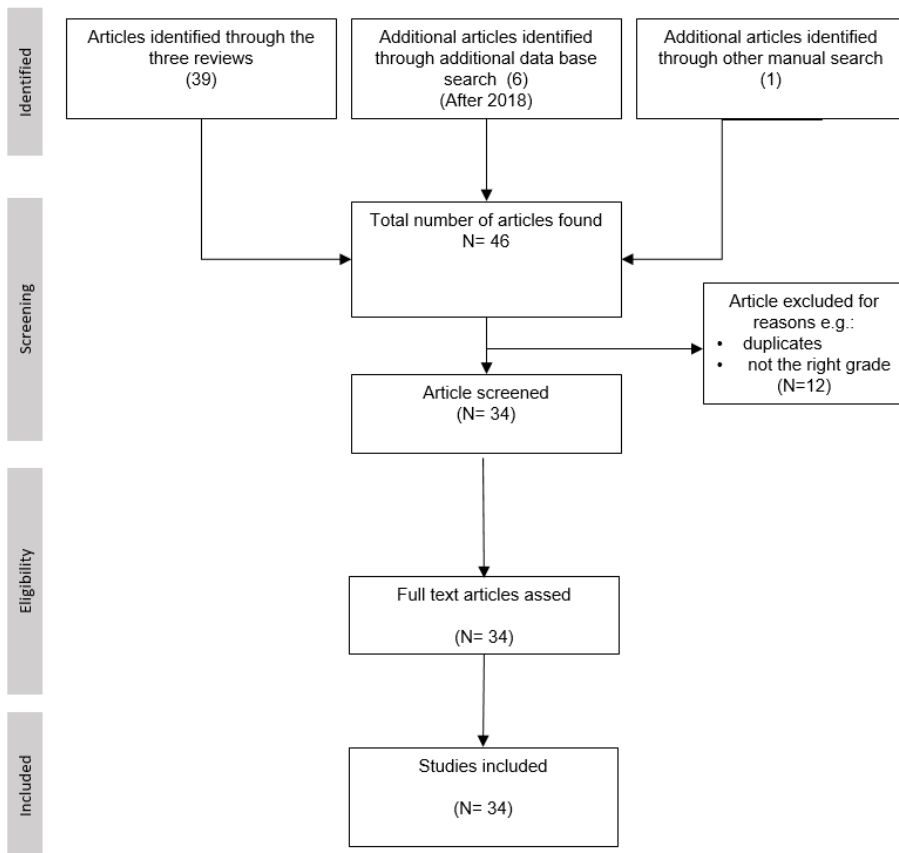 Identified
Articles identified through the
three reviews
(39)
Additional articles identified
through additional data base
search (6)
(After 2018)
Additional articles identified
through other manual search
(1)
Screening
Total number of articles found
N= 46
Article excluded for
reasons e.g.:
• duplicates
• not the right grade
(N=12)
Article screened
(N= 34)
Eligibility
Full text articles assed
(N= 34)
Included
Studies included
(N= 34)